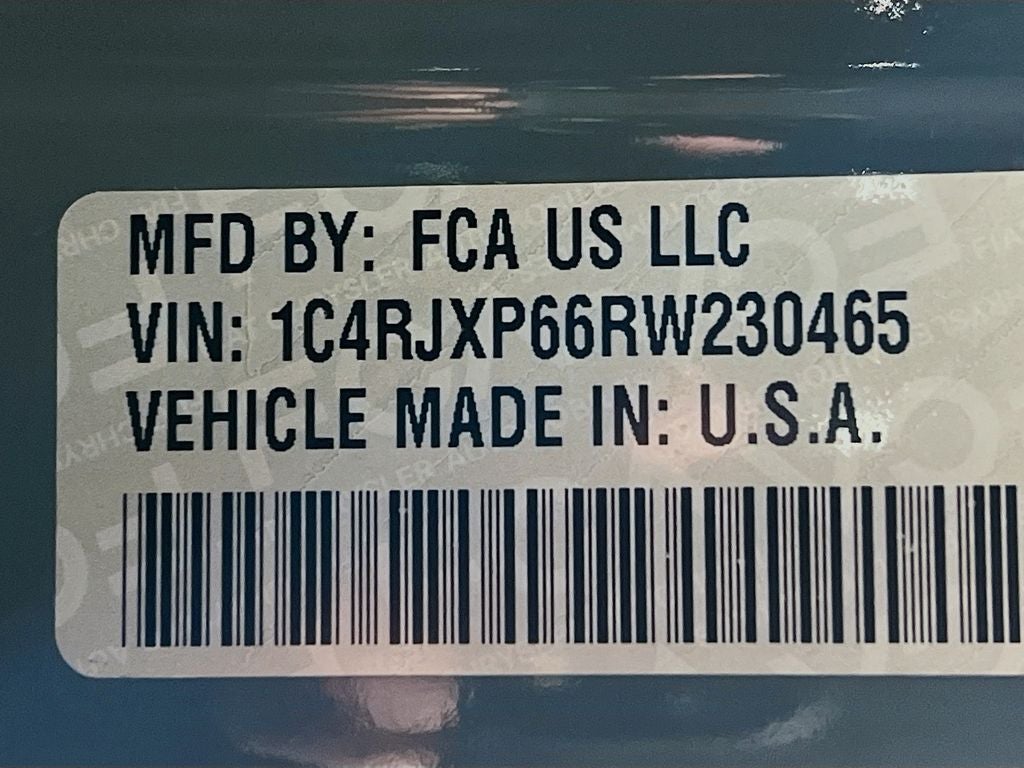 MFD BY: FCA US LLC
VIN: 1C4RJXP66RW230465
VEHICLE MADE IN: U.S.A.